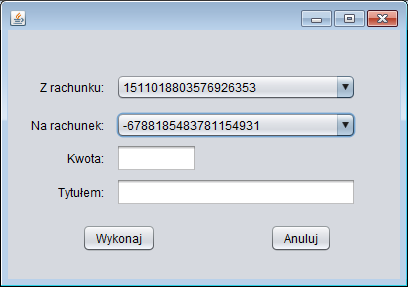 Z rachunku: 1511018803576926353
Na rachunek: -6788185483781154931
Kwota:
Tytułem:
Wykonaj Anuluj